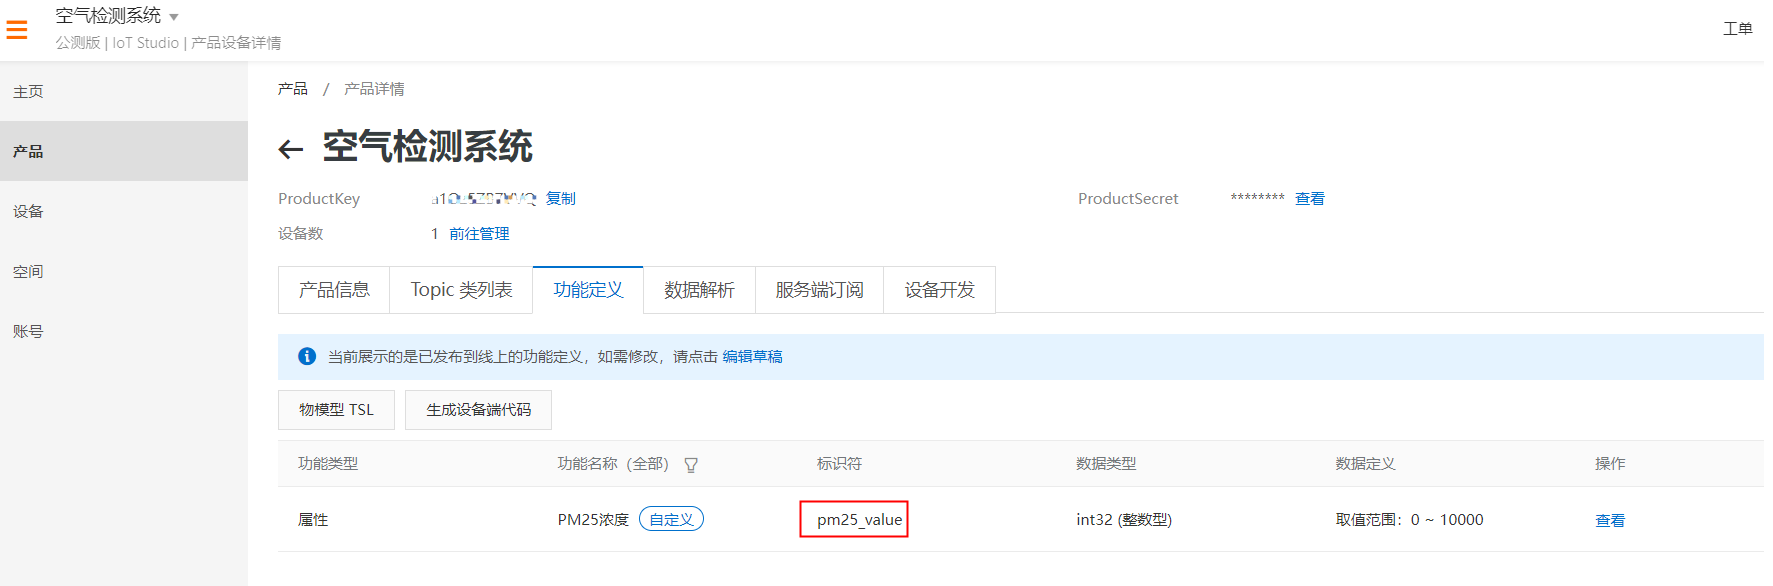 空气检测系统
公测版 | IoT Studio | 产品设备详情
工单
主页
产品
设备
空间
账号
产品 / 产品详情
空气检测系统
ProductKey 复制
ProductSecret ******** 查看
设备数 1 前往管理
产品信息 Topic 类列表 功能定义 数据解析 服务端订阅 设备开发
当前展示的是已发布到线上的功能定义，如需修改，请点击 编辑草稿
物模型 TSL 生成设备端代码
功能类型 功能名称（全部） 标识符 数据类型 数据定义 操作
属性 PM25浓度 自定义 pm25_value int32 (整数型) 取值范围：0 ~ 10000 查看